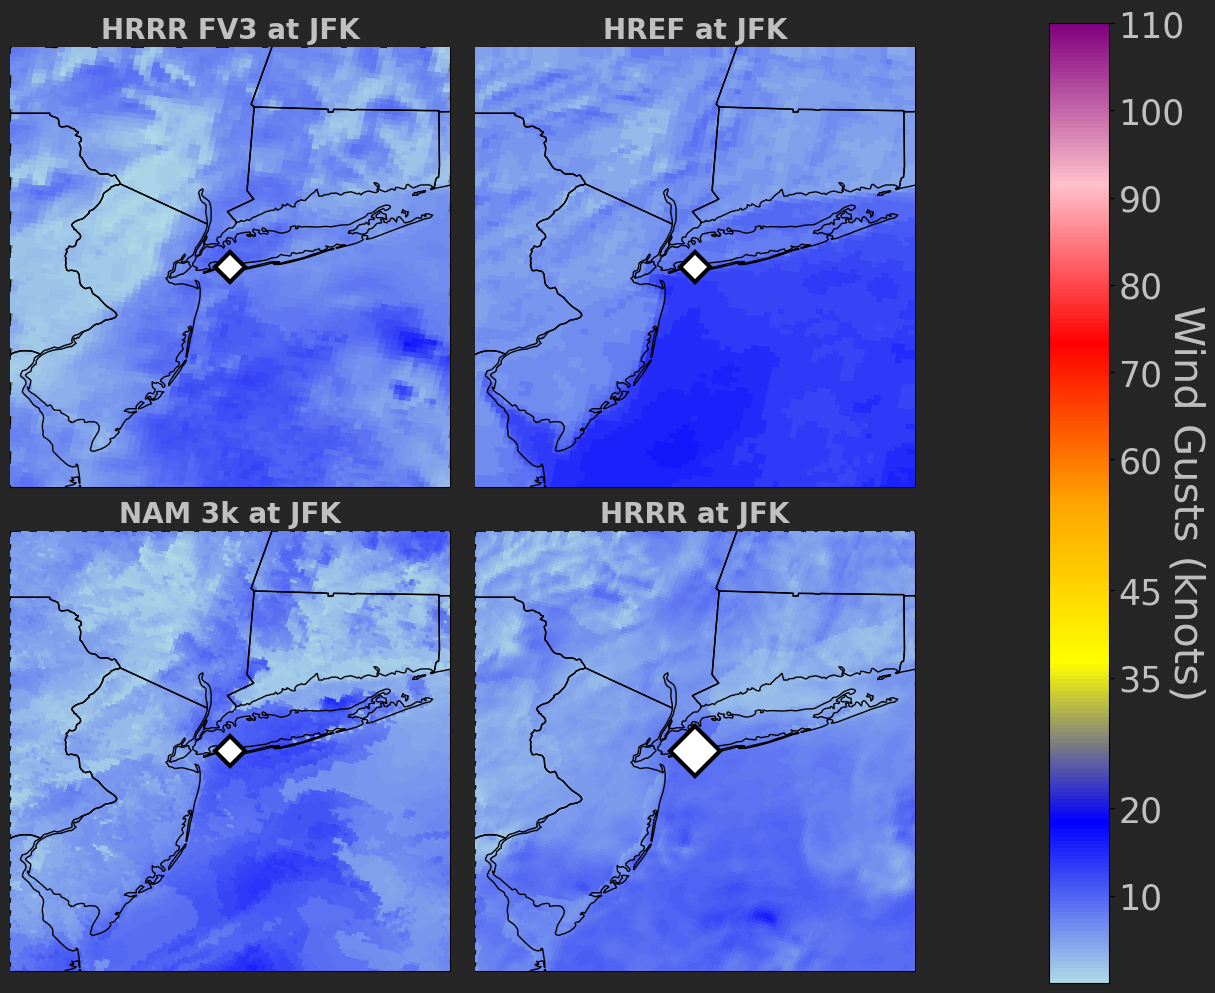 HRRR FV3 at JFK
HREF at JFK
NAM 3k at JFK
HRRR at JFK
110
100
90
80
70
60
45
35
20
10
Wind Gusts (knots)